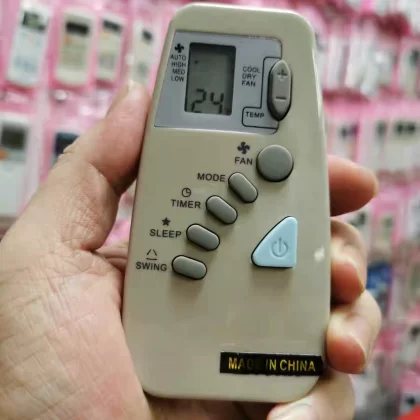 AUTO
HIGH
MED
LOW
24
COOL
DRY
FAN
+
-
TEMP
FAN
MODE
TIMER
SLEEP
SWING
MADE IN CHINA